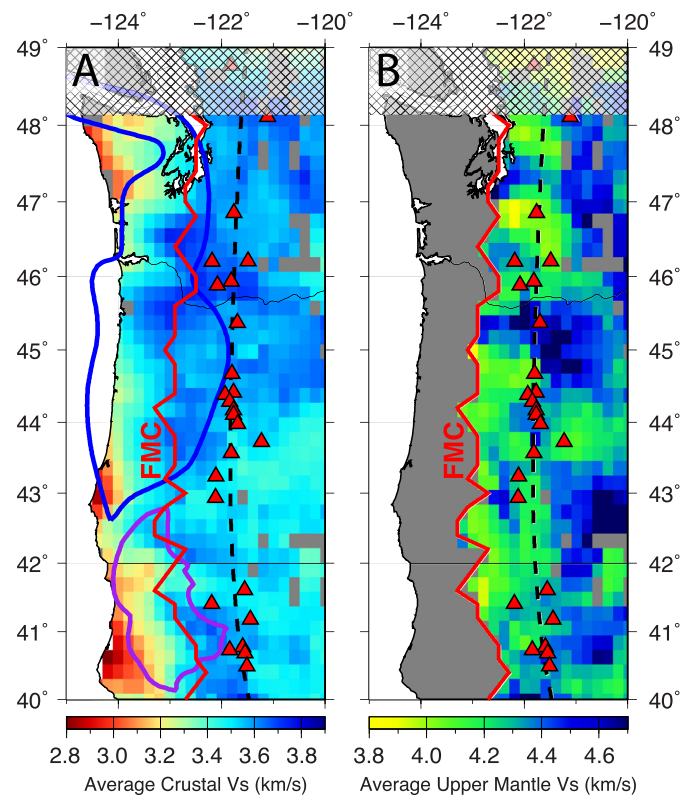 −124° −122° −120° −124° −122° −120°
49° A B 49°
48° 48°
47° 47°
46° 46°
45° 45°
44° 44°
FMC FMC
43° 43°
42° 42°
41° 41°
40° 40°
2.8 3.0 3.2 3.4 3.6 3.8 3.8 4.0 4.2 4.4 4.6
Average Crustal Vs (km/s) Average Upper Mantle Vs (km/s)